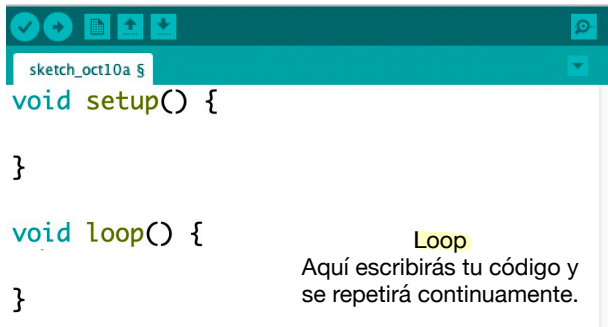 sketch_oct10a §
void setup() {
}
void loop() {
Loop
Aquí escribirás tu código y
se repetirá continuamente.
}